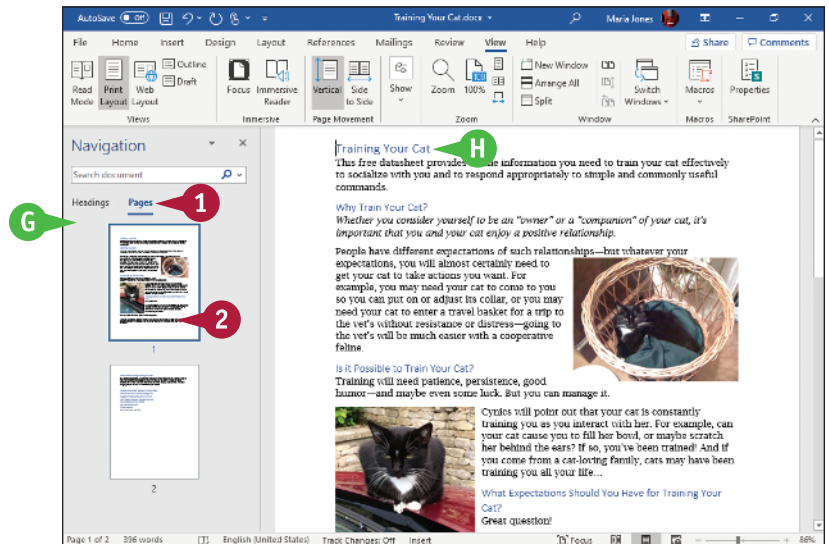 AutoSave Off Training Your Cat.docx Maria Jones
File Home Insert Design Layout References Mailings Review View Help Share Comments
Read Mode
Print Layout
Web Layout
Outline
Draft
Views
Focus
Immersive Reader
Immersive
Vertical
Side to Side
Page Movement
Show
Zoom
100%
Zoom
New Window
Arrange All
Split
Switch Windows
Window
Macros
Macros
Properties
SharePoint
Navigation
Search document
Headings Pages
1
G
2
1
2
H
Training Your Cat
This free datasheet provides the information you need to train your cat effectively
to socialize with you and to respond appropriately to simple and commonly useful
commands.
Why Train Your Cat?
Whether you consider yourself to be an "owner" or a "companion" of your cat, it's
important that you and your cat enjoy a positive relationship.
People have different expectations of such relationships—but whatever your
expectations, you will almost certainly need to
get your cat to take actions you want. For
example, you may need your cat to come to you
so you can put on or adjust its collar, or you may
need your cat to enter a travel basket for a trip to
the vet's without resistance or distress—going to
the vet's will be much easier with a cooperative
feline.
Is it Possible to Train Your Cat?
Training will need patience, persistence, good
humor—and maybe even some luck. But you can manage it.
Cynics will point out that your cat is constantly
training you as you interact with her. For example, can
your cat cause you to fill her bowl, or maybe scratch
her behind the ears? If so, you've been trained! And if
you come from a cat-loving family, cats may have been
training you all your life...
What Expectations Should You Have for Training Your
Cat?
Great question!
Page 1 of 2 396 words English (United States) Track Changes: Off Insert Focus 86%